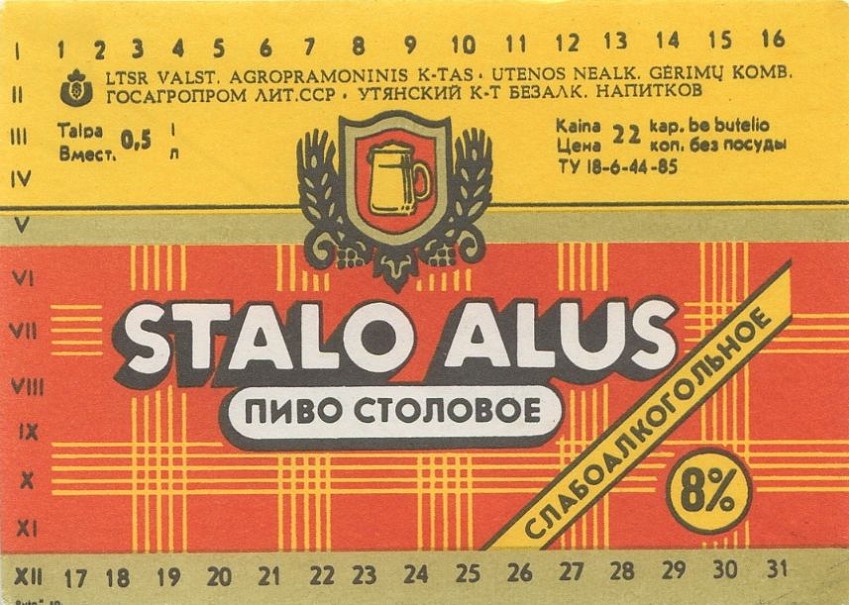 I 1 2 3 4 5 6 7 8 9 10 11 12 13 14 15 16
LTSR VALST. AGROPRAMONINIS K-TAS · UTENOS NEALK. GĖRIMŲ KOMB.
II ГОСАГРОПРОМ ЛИТ.ССР · УТЯНСКИЙ К-Т БЕЗАЛК. НАПИТКОВ
III Talpa 0,5 l
Вмест. л
Kaina 22 kap. be butelio
Цена коп. без посуды
ТУ 18-6-44-85
IV
V
VI
VII STALO ALUS
VIII ПИВО СТОЛОВОЕ
IX
X
XI
СЛАБОАЛКОГОЛЬНОЕ
8%
XII 17 18 19 20 21 22 23 24 25 26 27 28 29 30 31